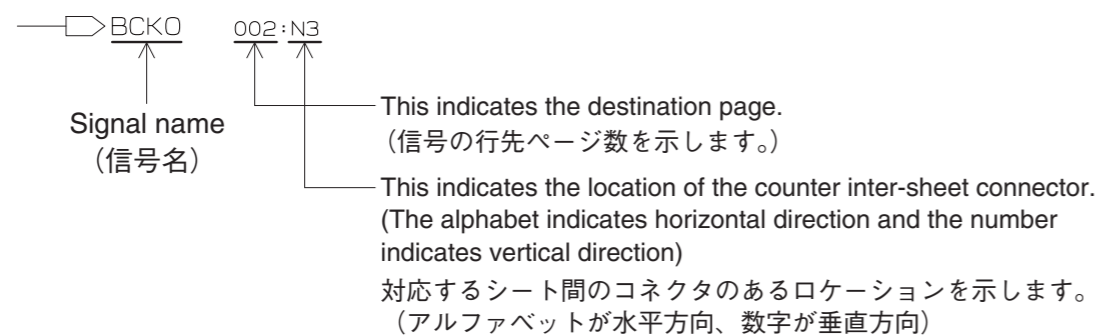 BCKO 002:N3
Signal name
（信号名）
This indicates the destination page.
（信号の行先ページ数を示します。）
This indicates the location of the counter inter-sheet connector.
(The alphabet indicates horizontal direction and the number
indicates vertical direction)
対応するシート間のコネクタのあるロケーションを示します。
（アルファベットが水平方向、数字が垂直方向）